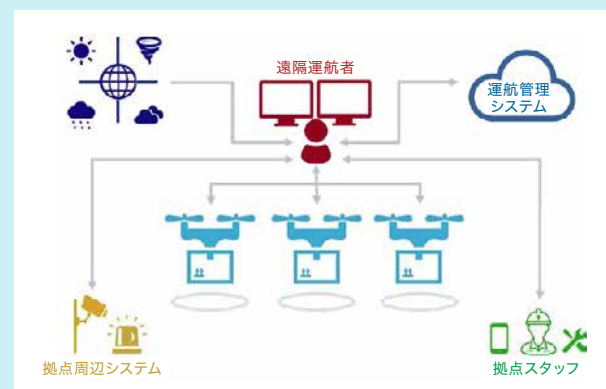 遠隔運航者
運航管理
システム
拠点周辺システム
拠点スタッフ